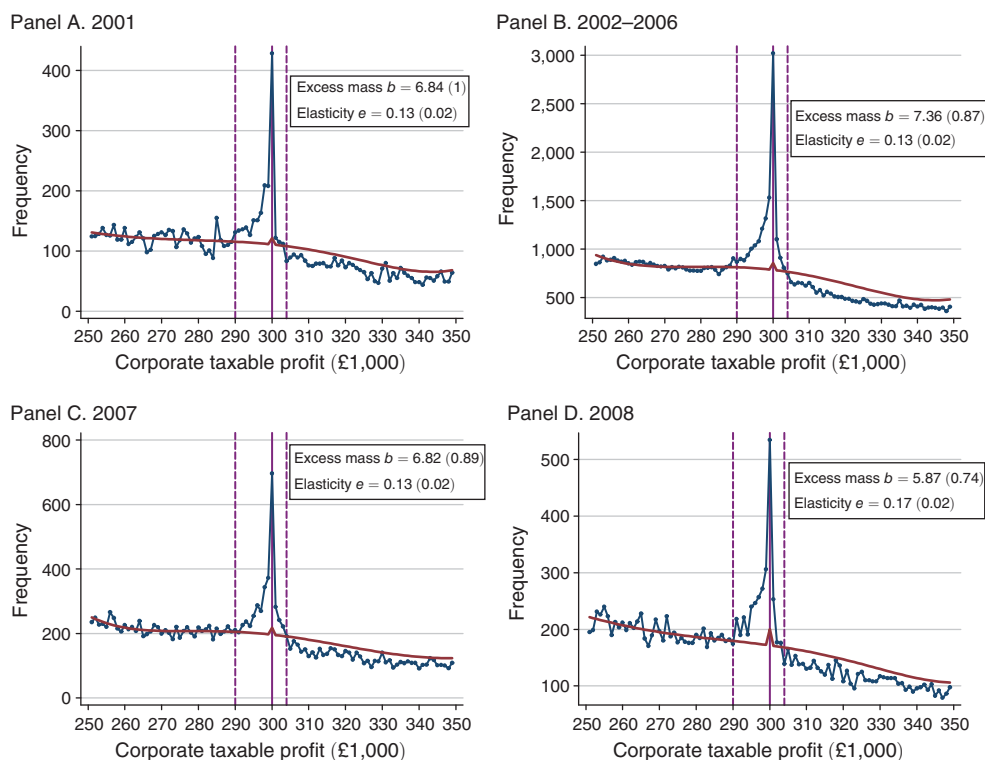 Panel A. 2001
400
300
200
100
0
Frequency
Excess mass b = 6.84 (1)
Elasticity e = 0.13 (0.02)
250 260 270 280 290 300 310 320 330 340 350
Corporate taxable profit (£1,000)
Panel B. 2002–2006
3,000
2,500
2,000
1,500
1,000
500
Frequency
Excess mass b = 7.36 (0.87)
Elasticity e = 0.13 (0.02)
250 260 270 280 290 300 310 320 330 340 350
Corporate taxable profit (£1,000)
Panel C. 2007
800
600
400
200
0
Frequency
Excess mass b = 6.82 (0.89)
Elasticity e = 0.13 (0.02)
250 260 270 280 290 300 310 320 330 340 350
Corporate taxable profit (£1,000)
Panel D. 2008
500
400
300
200
100
Frequency
Excess mass b = 5.87 (0.74)
Elasticity e = 0.17 (0.02)
250 260 270 280 290 300 310 320 330 340 350
Corporate taxable profit (£1,000)